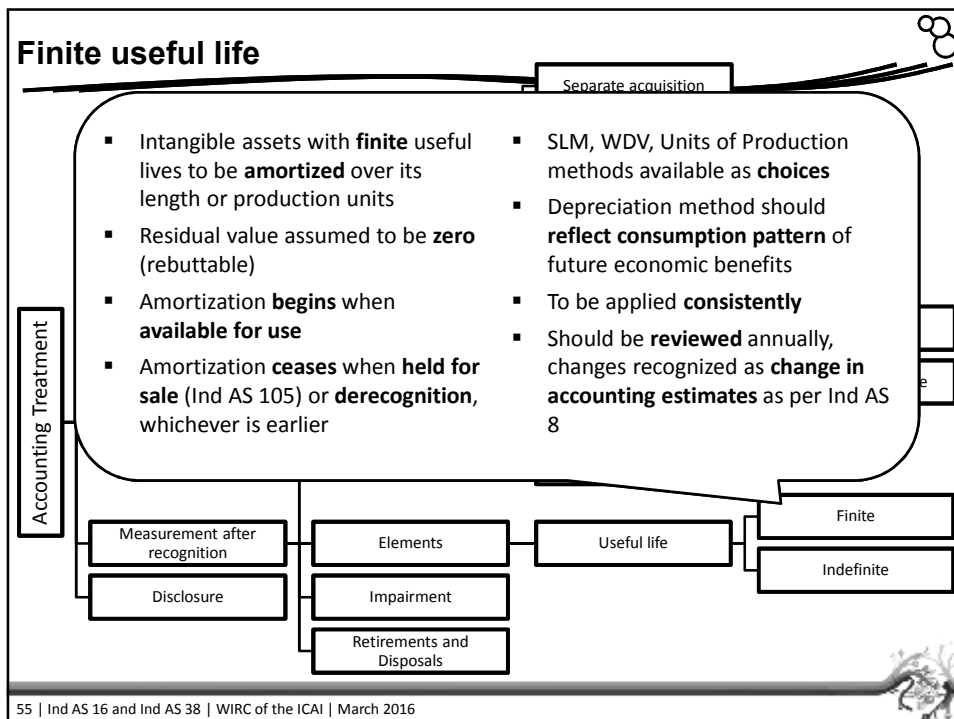 Finite useful life
Separate acquisition
▪ Intangible assets with finite useful
lives to be amortized over its
length or production units
▪ Residual value assumed to be zero
(rebuttable)
▪ Amortization begins when
available for use
▪ Amortization ceases when held for
sale (Ind AS 105) or derecognition,
whichever is earlier
▪ SLM, WDV, Units of Production
methods available as choices
▪ Depreciation method should
reflect consumption pattern of
future economic benefits
▪ To be applied consistently
▪ Should be reviewed annually,
changes recognized as change in
accounting estimates as per Ind AS
8
e
Accounting Treatment
Measurement after
recognition
Disclosure
Elements
Impairment
Retirements and
Disposals
Useful life
Finite
Indefinite
55 | Ind AS 16 and Ind AS 38 | WIRC of the ICAI | March 2016